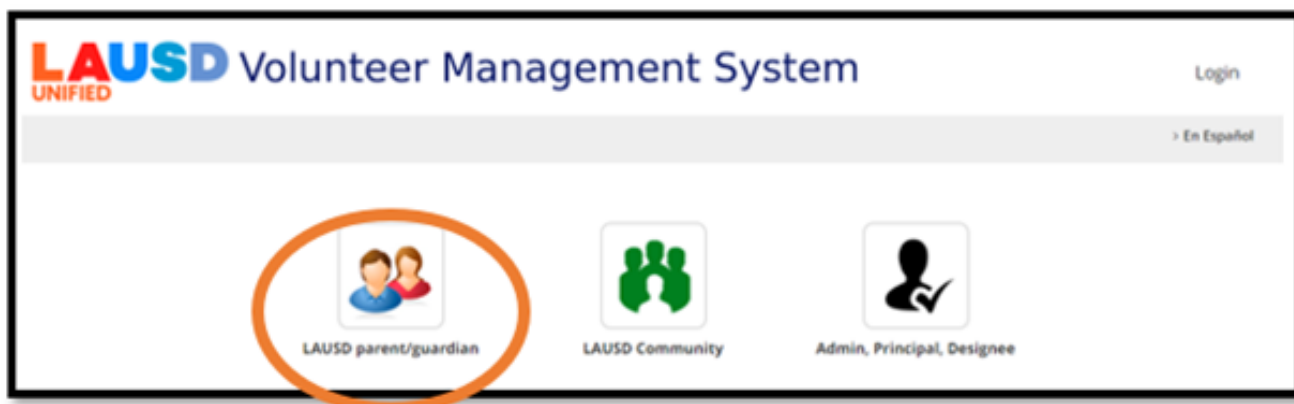 LAUSD Volunteer Management System
UNIFIED
Login
> En Español
LAUSD parent/guardian
LAUSD Community
Admin, Principal, Designee